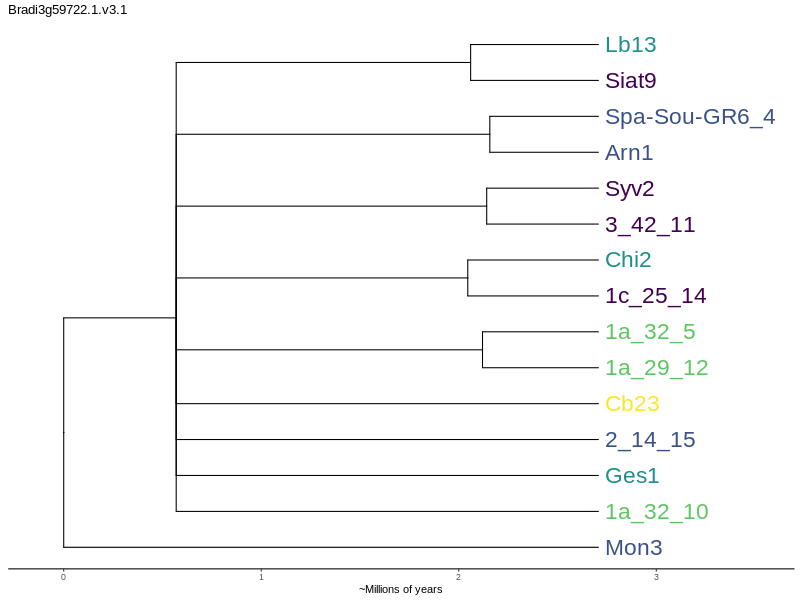 Bradi3g59722.1.v3.1
Lb13
Siat9
Spa-Sou-GR6_4
Arn1
Syv2
3_42_11
Chi2
1c_25_14
1a_32_5
1a_29_12
Cb23
2_14_15
Ges1
1a_32_10
Mon3
0 1 2 3
~Millions of years